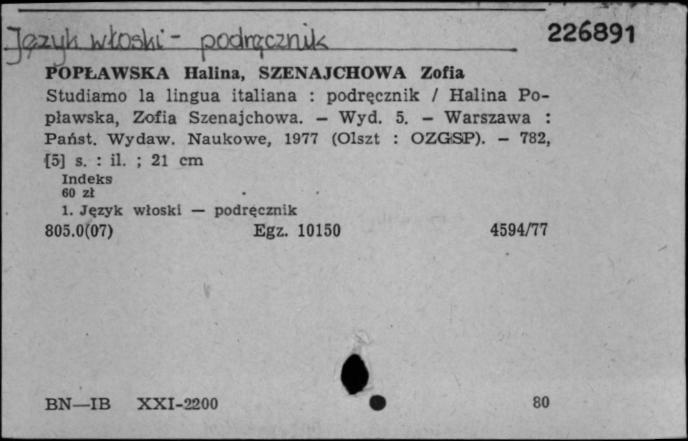 Język włoski - podręcznik
226891
POPŁAWSKA Halina, SZENAJCHOWA Zofia
Studiamo la lingua italiana : podręcznik / Halina Po-
pławska, Zofia Szenajchowa. — Wyd. 5. — Warszawa :
Państ. Wydaw. Naukowe, 1977 (Olszt : OZGSP). — 782,
[5] s. : il. ; 21 cm
Indeks
60 zł
1. Język włoski — podręcznik
805.0(07) Egz. 10150 4594/77
BN—IB XXI-2200 80